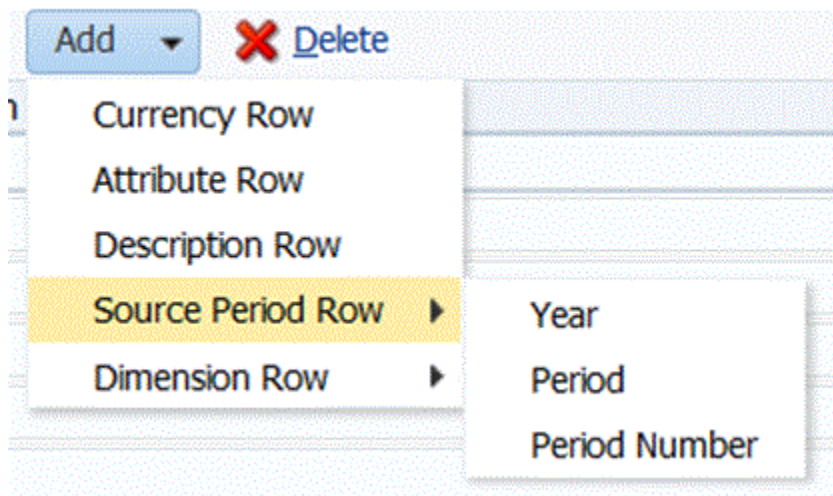 Add Delete
Currency Row
Attribute Row
Description Row
Source Period Row
Dimension Row
Year
Period
Period Number